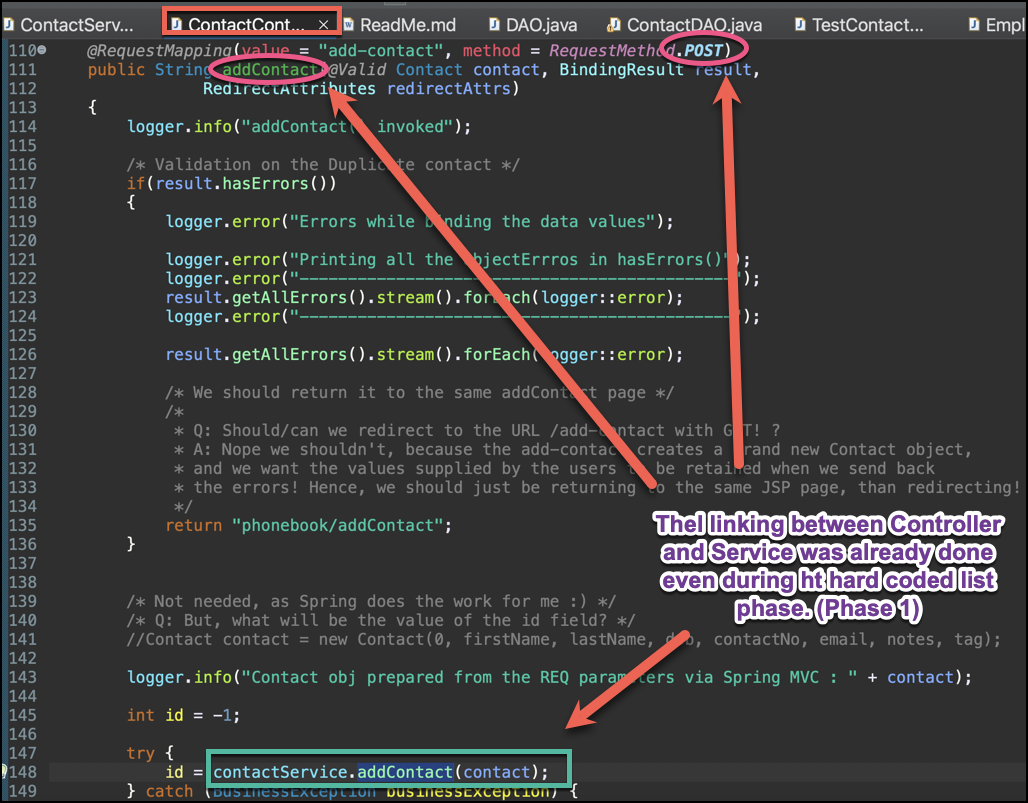 ContactServ... ContactCont... × ReadMe.md DAO.java ContactDAO.java TestContact... Empl
110 @RequestMapping(value = "add-contact", method = RequestMethod.POST)
111 public String addContact(@Valid Contact contact, BindingResult result,
112 RedirectAttributes redirectAttrs)
113 {
114 logger.info("addContact() invoked");
115
116 /* Validation on the Duplicate contact */
117 if(result.hasErrors())
118 {
119 logger.error("Errors while binding the data values");
120
121 logger.error("Printing all the objectErrros in hasErrors()");
122 logger.error("----------------------------------------------");
123 result.getAllErrors().stream().forEach(logger::error);
124 logger.error("----------------------------------------------");
125
126 result.getAllErrors().stream().forEach(logger::error);
127
128 /* We should return it to the same addContact page */
129 /*
130 * Q: Should/can we redirect to the URL /add-contact with GET! ?
131 * A: Nope we shouldn't, because the add-contact creates a brand new Contact object,
132 * and we want the values supplied by the users to be retained when we send back
133 * the errors! Hence, we should just be returning to the same JSP page, than redirecting!
134 */
135 return "phonebook/addContact";
136 }
137
138
139 /* Not needed, as Spring does the work for me :) */
140 /* Q: But, what will be the value of the id field? */
141 //Contact contact = new Contact(0, firstName, lastName, dob, contactNo, email, notes, tag);
142
143 logger.info("Contact obj prepared from the REQ parameters via Spring MVC : " + contact);
144
145 int id = -1;
146
147 try {
148 id = contactService.addContact(contact);
149 } catch (BusinessException businessException) {
Thel linking between Controller
and Service was already done
even during ht hard coded list
phase. (Phase 1)